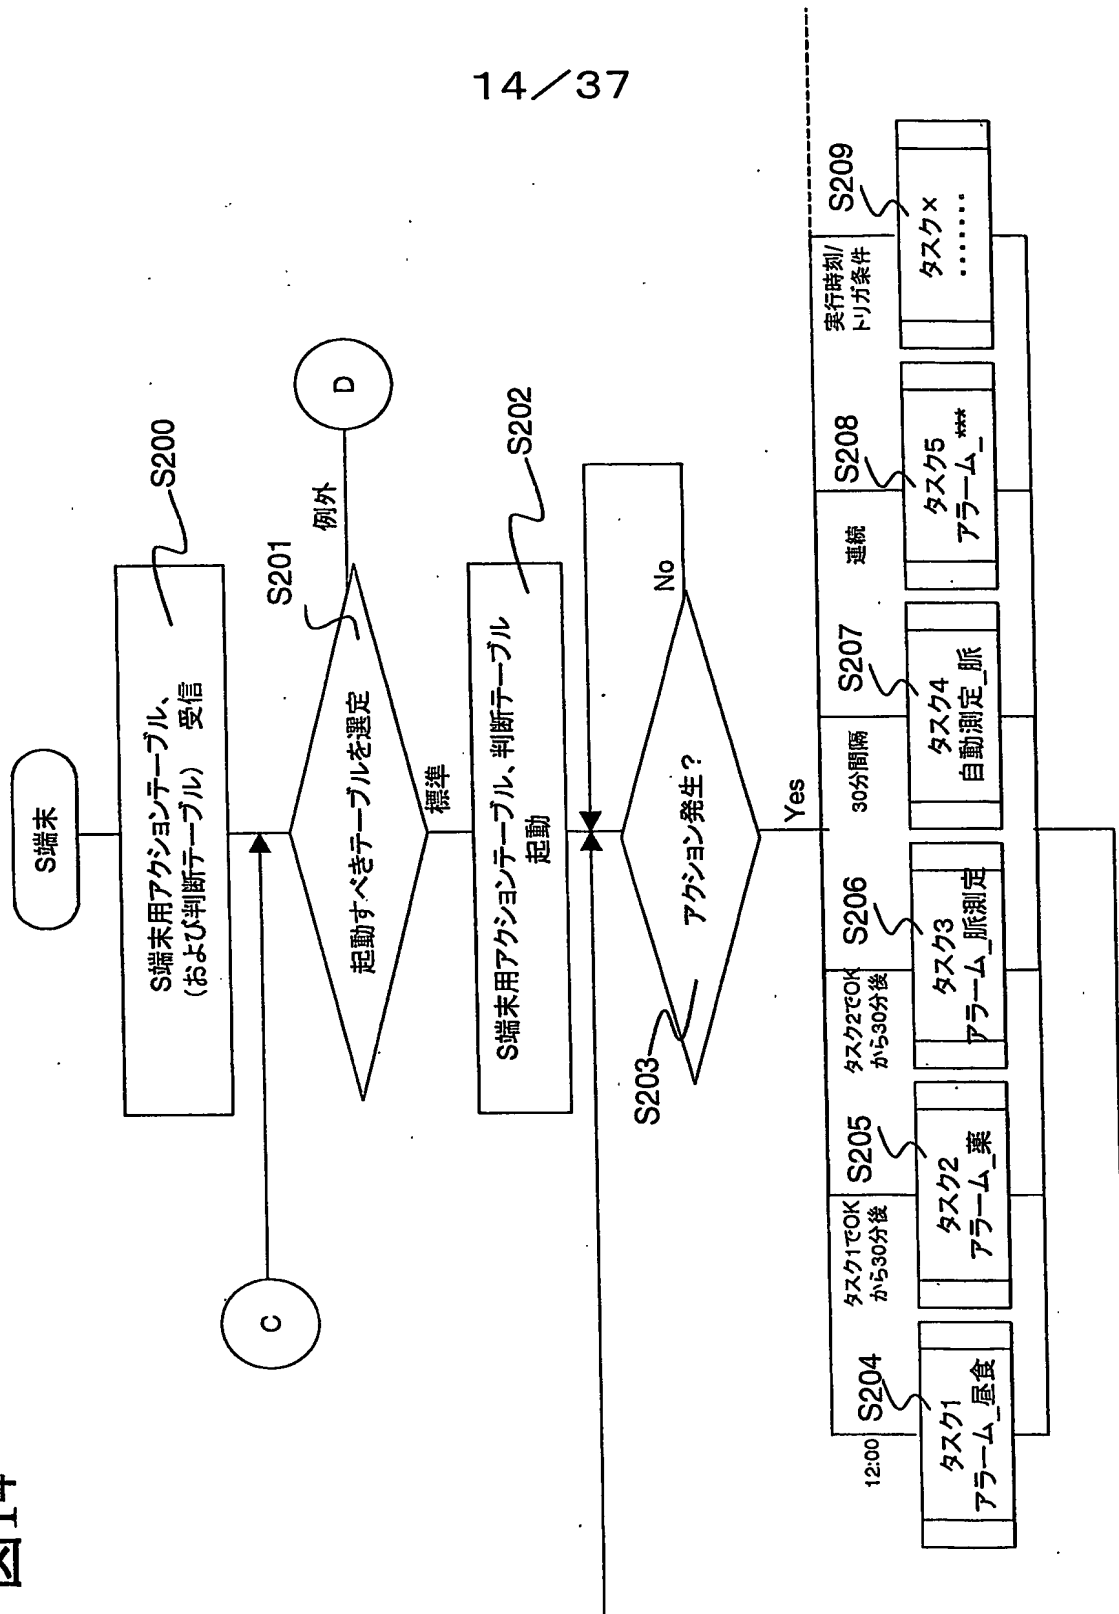 14/37
図14
S端末
S端末用アクションテーブル、
(および判断テーブル) 受信
S200
C
起動すべきテーブルを選定
S201
例外
D
標準
S端末用アクションテーブル、判断テーブル
起動
S202
アクション発生?
S203
No
Yes
12:00
S204
タスク1
アラーム_昼食
タスク1でOK
から30分後
S205
タスク2
アラーム_薬
タスク2でOK
から30分後
S206
タスク3
アラーム_脈測定
30分間隔
S207
タスク4
自動測定_脈
連続
S208
タスク5
アラーム_***
実行時刻/
トリガ条件
S209
タスク×
・・・・・・・